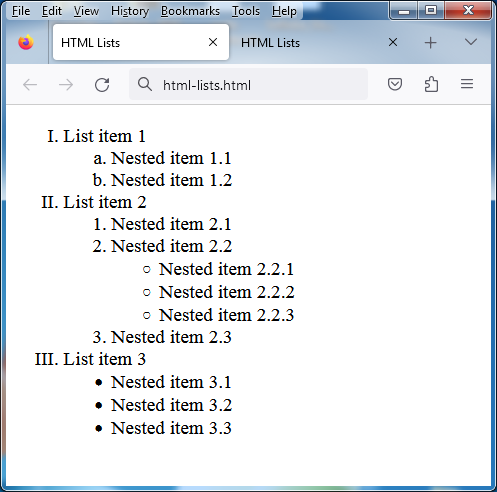 File Edit View History Bookmarks Tools Help
HTML Lists HTML Lists
html-lists.html
I. List item 1
a. Nested item 1.1
b. Nested item 1.2
II. List item 2
1. Nested item 2.1
2. Nested item 2.2
○ Nested item 2.2.1
○ Nested item 2.2.2
○ Nested item 2.2.3
3. Nested item 2.3
III. List item 3
• Nested item 3.1
• Nested item 3.2
• Nested item 3.3